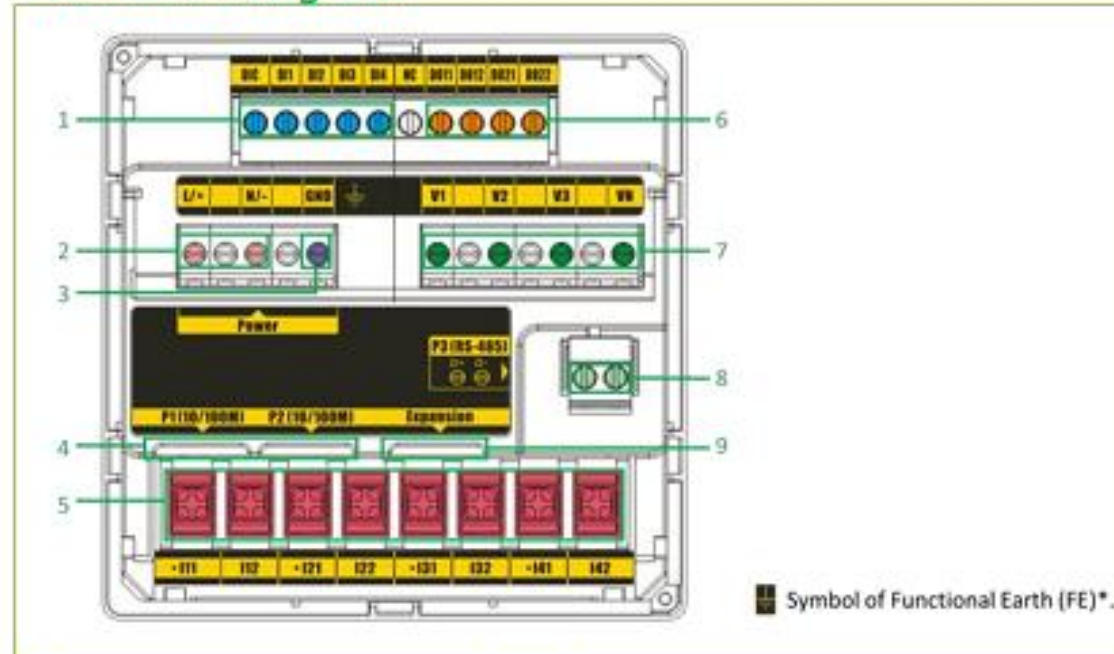 DIC DI1 DI2 DI3 DI4 NC DO11 DO12 DO21 DO22
1
6
L/+ N/- GND V1 V2 V3 VN
2
7
3
Power
P3 (RS-485)
D+ D-
8
P1 (10/100M) P2 (10/100M) Expansion
4
9
5
·I11 I12 ·I21 I22 ·I31 I32 ·I41 I42
Symbol of Functional Earth (FE)*.